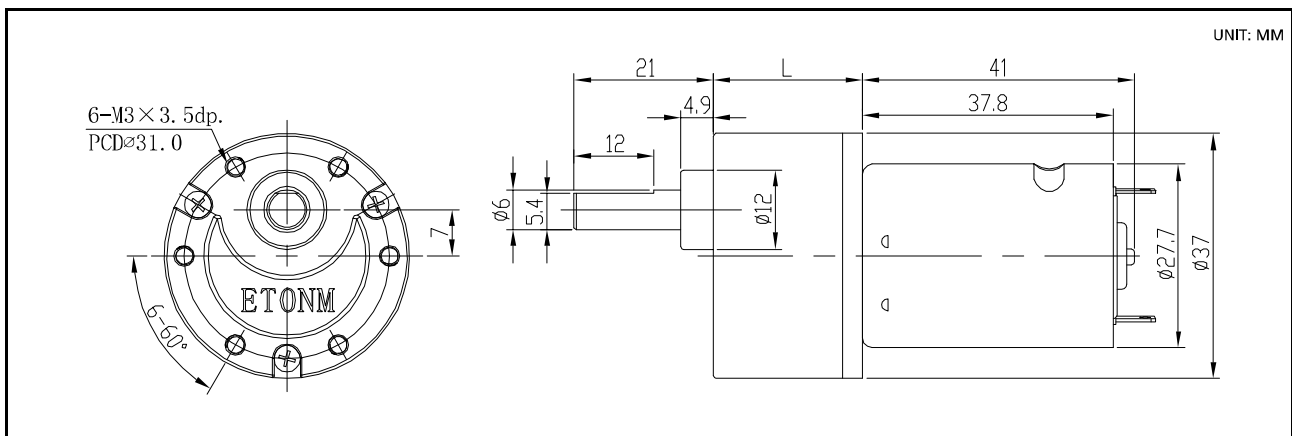 UNIT: MM
21
L
41
4.9
37.8
6-M3×3.5dp.
PCD⌀31.0
12
⌀6
5.4
⌀12
7
⌀27.7
⌀37
ETONM
6-60°